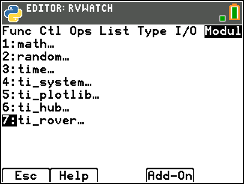 EDITOR: RVWATCH
Func Ctl Ops List Type I/O Modul
1:math…
2:random…
3:time…
4:ti_system…
5:ti_plotlib…
6:ti_hub…
7:ti_rover…
Esc Help Add-On